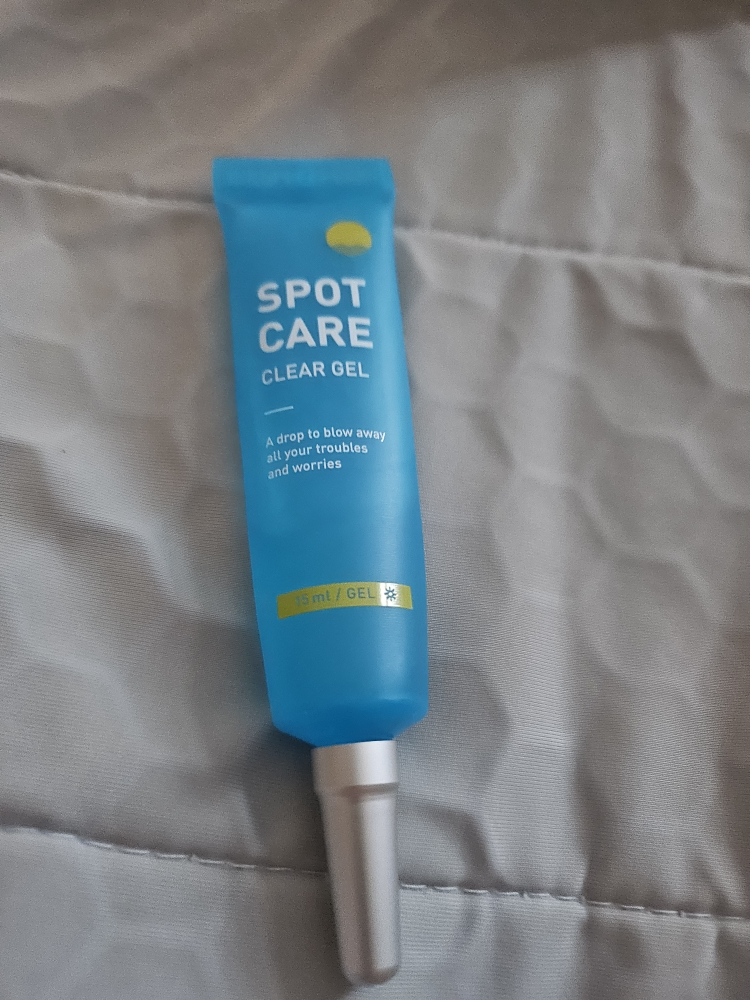 SPOT
CARE
CLEAR GEL
A drop to blow away
all your troubles
and worries
15 ml / GEL